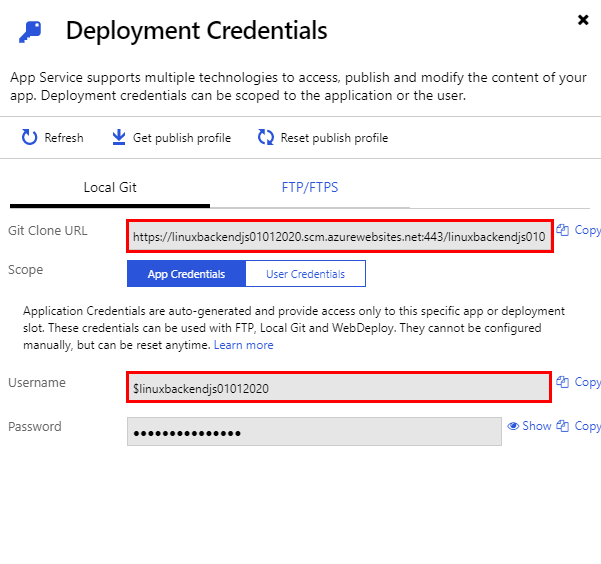 Deployment Credentials
App Service supports multiple technologies to access, publish and modify the content of your
app. Deployment credentials can be scoped to the application or the user.
Refresh Get publish profile Reset publish profile
Local Git FTP/FTPS
Git Clone URL https://linuxbackendjs01012020.scm.azurewebsites.net:443/linuxbackendjs010 Copy
Scope App Credentials User Credentials
Application Credentials are auto-generated and provide access only to this specific app or deployment
slot. These credentials can be used with FTP, Local Git and WebDeploy. They cannot be configured
manually, but can be reset anytime. Learn more
Username $linuxbackendjs01012020 Copy
Password ••••••••••••••• Show Copy